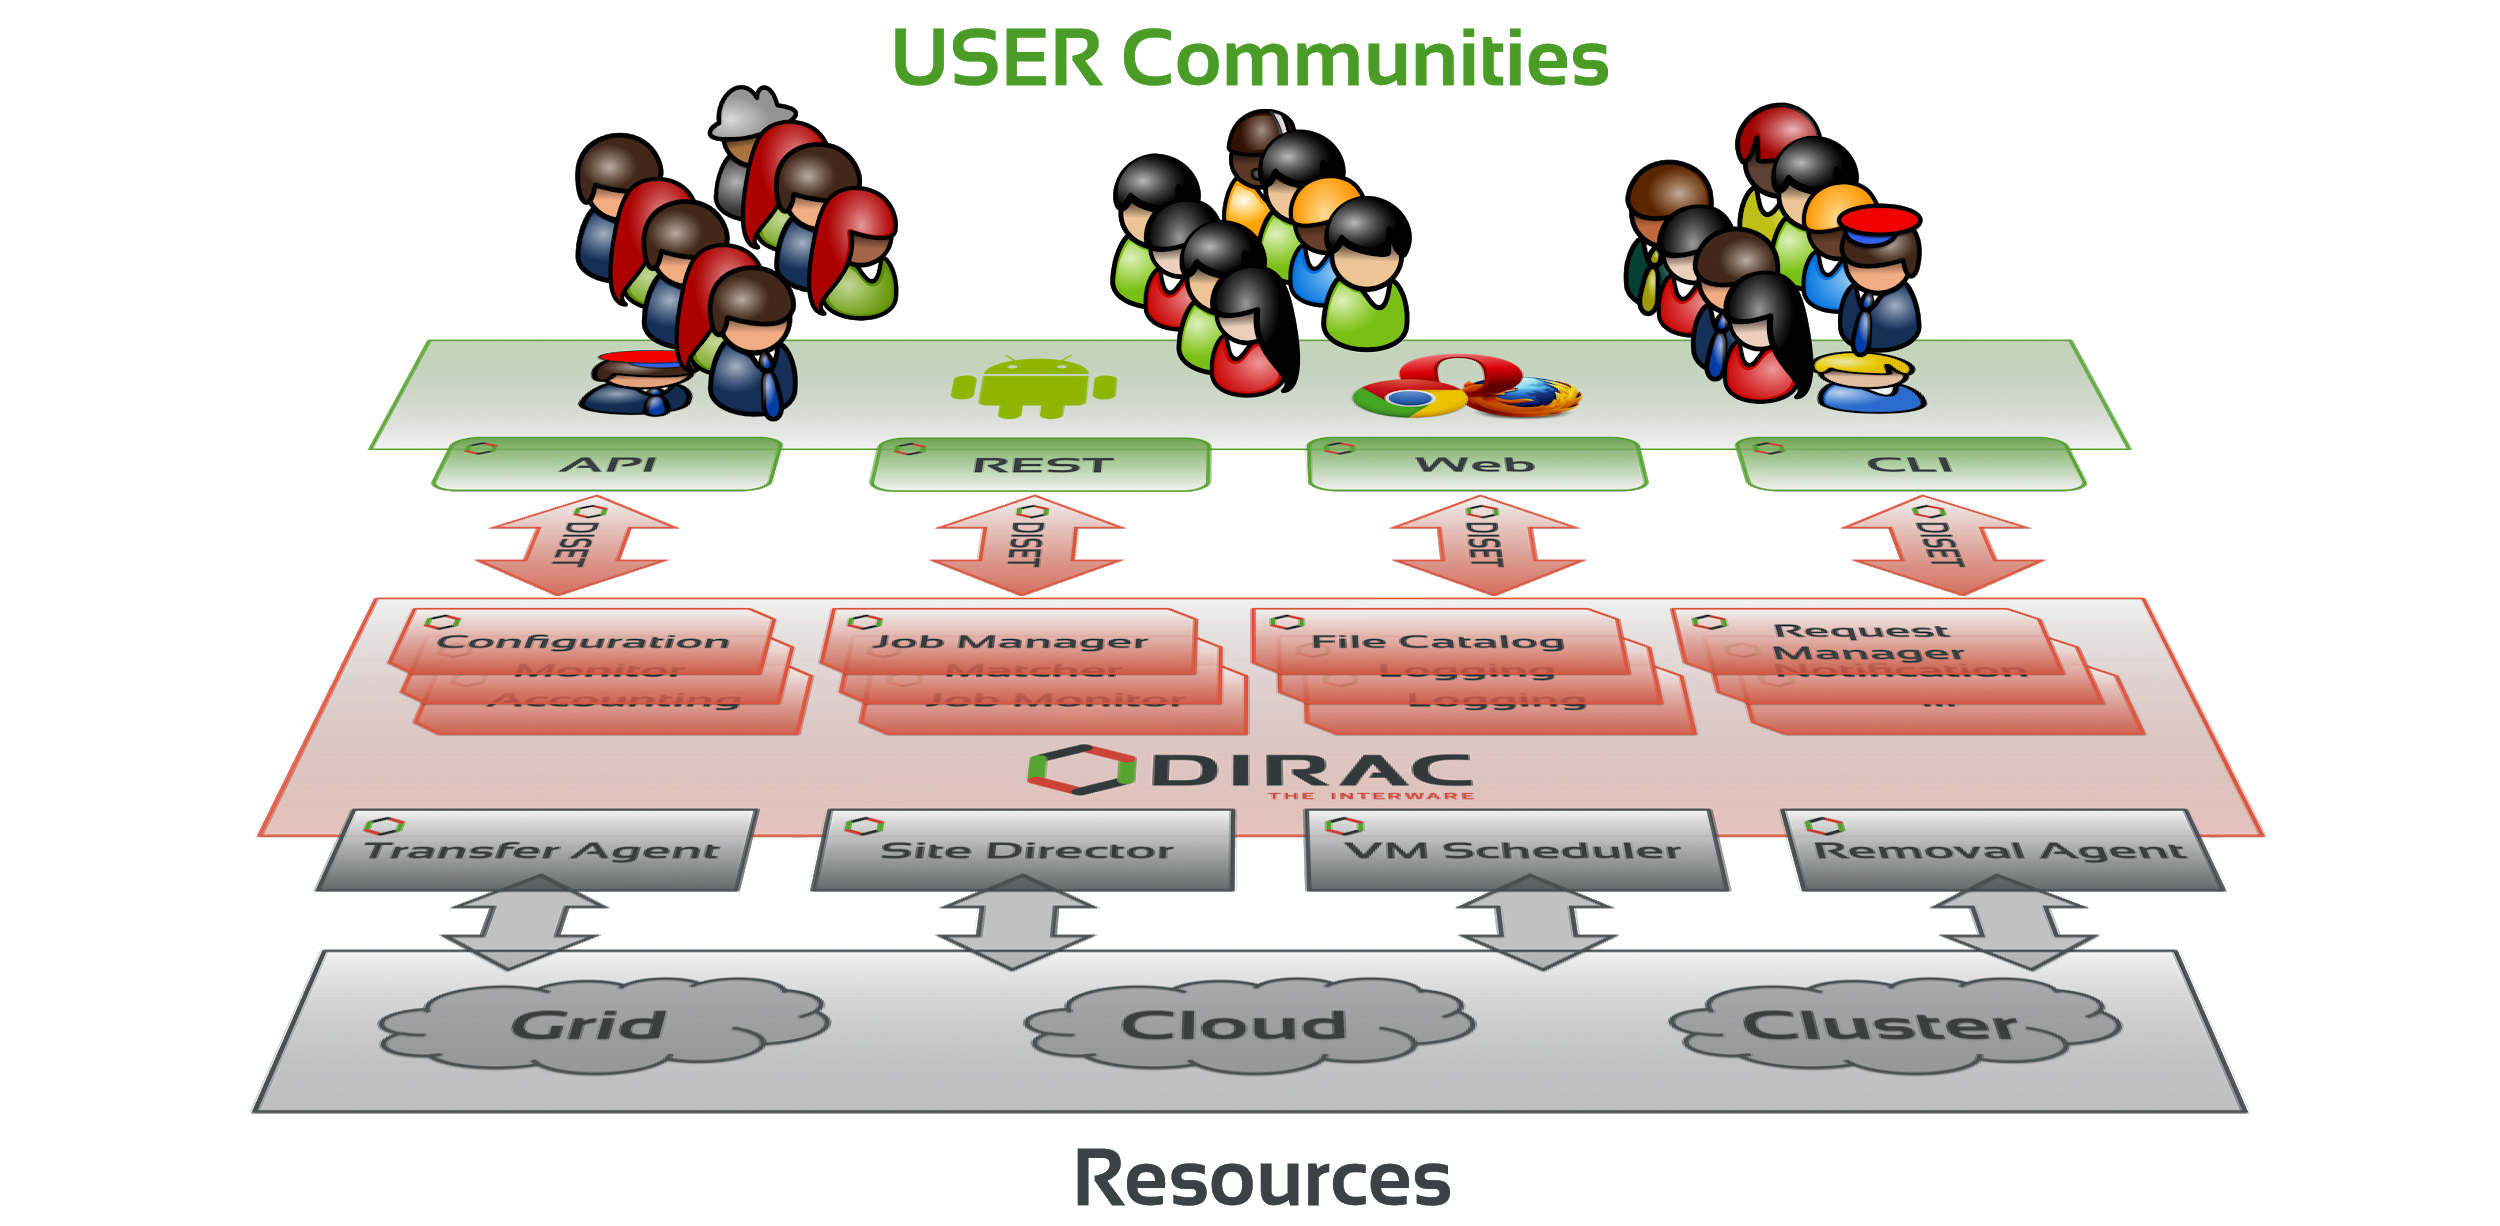 USER Communities
API
REST
Web
CLI
DISET
DISET
DISET
DISET
Configuration
Monitor
Accounting
Job Manager
Matcher
Job Monitor
File Catalog
Logging
Logging
Request
Manager
Notification
...
DIRAC
THE INTERWARE
Transfer Agent
Site Director
VM Scheduler
Removal Agent
Grid
Cloud
Cluster
Resources